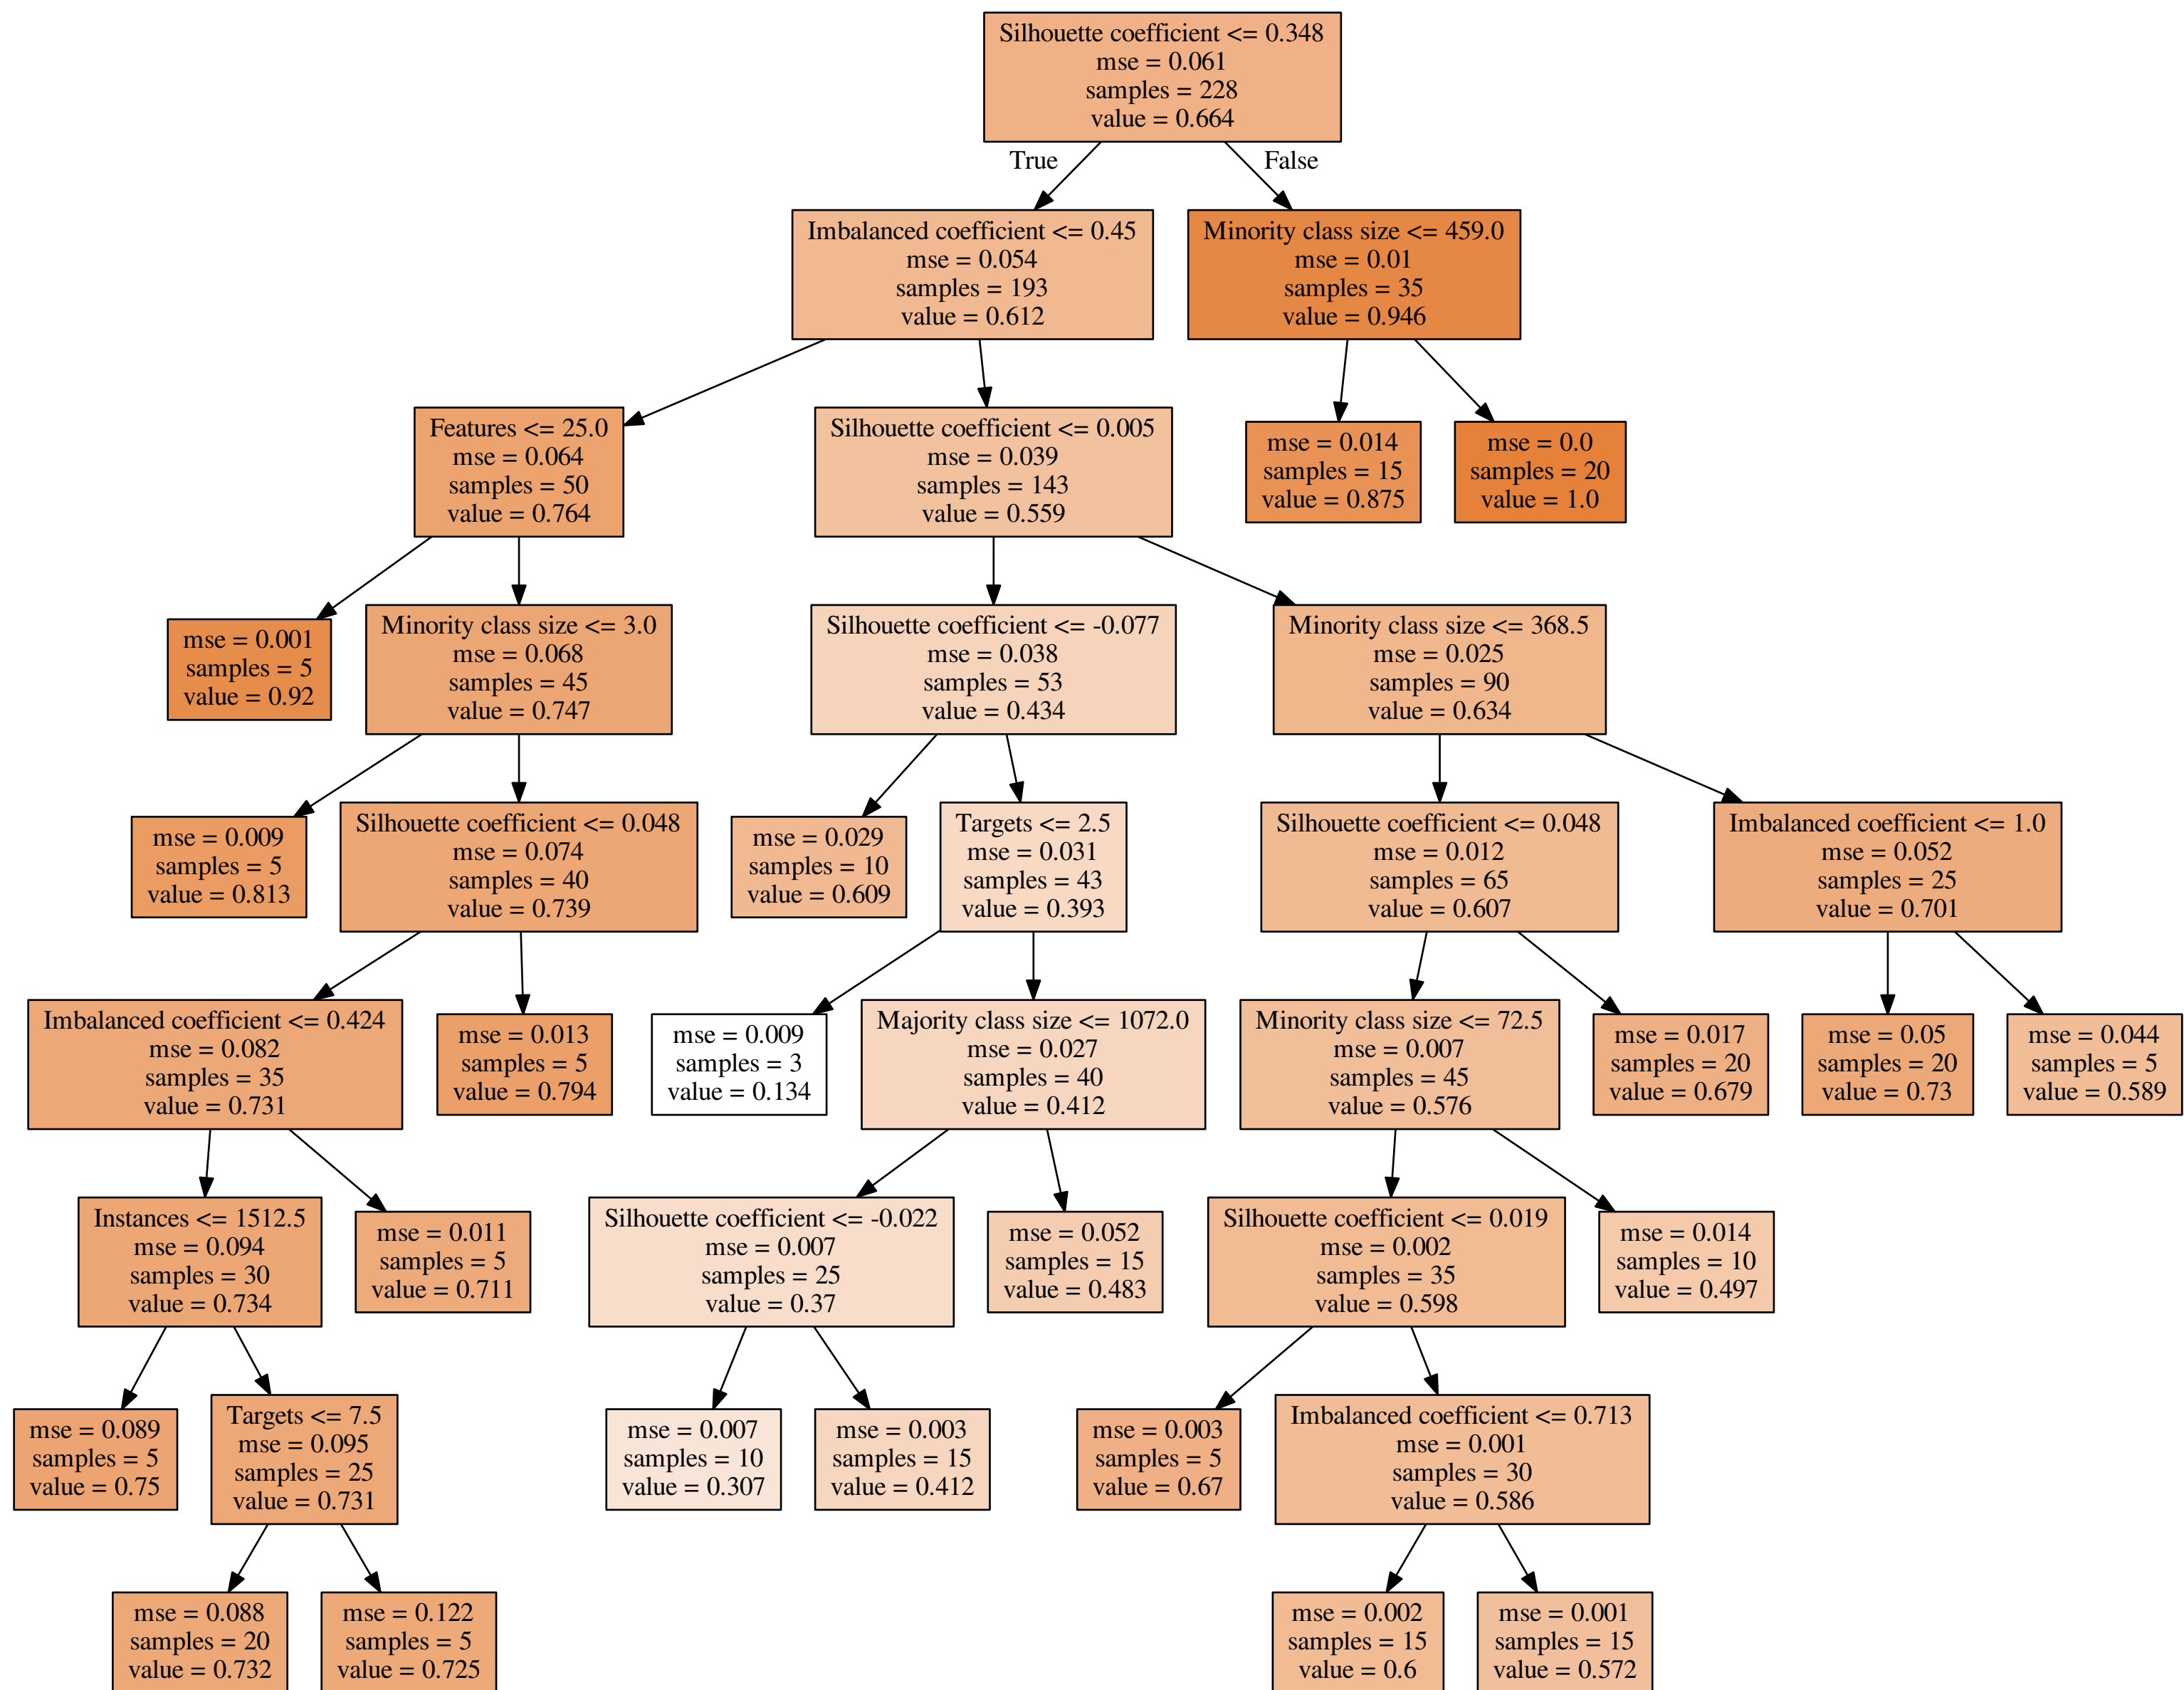 Silhouette coefficient <= 0.348
mse = 0.061
samples = 228
value = 0.664
True
False
Imbalanced coefficient <= 0.45
mse = 0.054
samples = 193
value = 0.612
Minority class size <= 459.0
mse = 0.01
samples = 35
value = 0.946
Features <= 25.0
mse = 0.064
samples = 50
value = 0.764
Silhouette coefficient <= 0.005
mse = 0.039
samples = 143
value = 0.559
mse = 0.014
samples = 15
value = 0.875
mse = 0.0
samples = 20
value = 1.0
mse = 0.001
samples = 5
value = 0.92
Minority class size <= 3.0
mse = 0.068
samples = 45
value = 0.747
Silhouette coefficient <= -0.077
mse = 0.038
samples = 53
value = 0.434
Minority class size <= 368.5
mse = 0.025
samples = 90
value = 0.634
mse = 0.009
samples = 5
value = 0.813
Silhouette coefficient <= 0.048
mse = 0.074
samples = 40
value = 0.739
mse = 0.029
samples = 10
value = 0.609
Targets <= 2.5
mse = 0.031
samples = 43
value = 0.393
Silhouette coefficient <= 0.048
mse = 0.012
samples = 65
value = 0.607
Imbalanced coefficient <= 1.0
mse = 0.052
samples = 25
value = 0.701
Imbalanced coefficient <= 0.424
mse = 0.082
samples = 35
value = 0.731
mse = 0.013
samples = 5
value = 0.794
mse = 0.009
samples = 3
value = 0.134
Majority class size <= 1072.0
mse = 0.027
samples = 40
value = 0.412
Minority class size <= 72.5
mse = 0.007
samples = 45
value = 0.576
mse = 0.017
samples = 20
value = 0.679
mse = 0.05
samples = 20
value = 0.73
mse = 0.044
samples = 5
value = 0.589
Instances <= 1512.5
mse = 0.094
samples = 30
value = 0.734
mse = 0.011
samples = 5
value = 0.711
Silhouette coefficient <= -0.022
mse = 0.007
samples = 25
value = 0.37
mse = 0.052
samples = 15
value = 0.483
Silhouette coefficient <= 0.019
mse = 0.002
samples = 35
value = 0.598
mse = 0.014
samples = 10
value = 0.497
mse = 0.089
samples = 5
value = 0.75
Targets <= 7.5
mse = 0.095
samples = 25
value = 0.731
mse = 0.007
samples = 10
value = 0.307
mse = 0.003
samples = 15
value = 0.412
mse = 0.003
samples = 5
value = 0.67
Imbalanced coefficient <= 0.713
mse = 0.001
samples = 30
value = 0.586
mse = 0.088
samples = 20
value = 0.732
mse = 0.122
samples = 5
value = 0.725
mse = 0.002
samples = 15
value = 0.6
mse = 0.001
samples = 15
value = 0.572